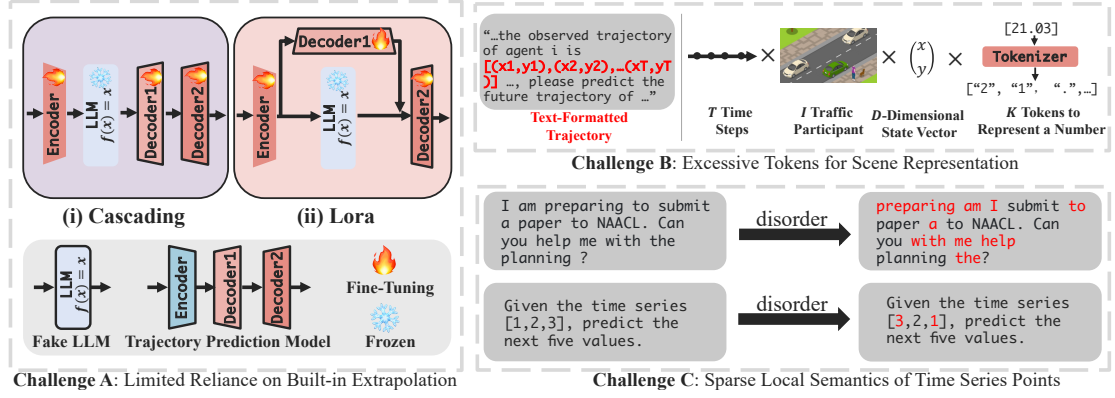 Encoder
LLM
f(x) = x
Decoder1
Decoder2
(i) Cascading
Encoder
Decoder1
LLM
f(x) = x
Decoder2
(ii) Lora
LLM
f(x) = x
Fake LLM
Encoder
Decoder1
Decoder2
Trajectory Prediction Model
Fine-Tuning
Frozen
Challenge A: Limited Reliance on Built-in Extrapolation
“…the observed trajectory
of agent i is
[(x1,y1),(x2,y2),…(xT,yT
)] …, please predict the
future trajectory of …”
Text-Formatted
Trajectory
×
×
×
x
y
[21.03]
Tokenizer
[“2”, “1”, “.”,…]
T Time
Steps
I Traffic
Participant
D-Dimensional
State Vector
K Tokens to
Represent a Number
Challenge B: Excessive Tokens for Scene Representation
I am preparing to submit
a paper to NAACL. Can
you help me with the
planning ?
disorder
preparing am I submit to
paper a to NAACL. Can
you with me help
planning the?
Given the time series
[1,2,3], predict the
next five values.
disorder
Given the time series
[3,2,1], predict the
next five values.
Challenge C: Sparse Local Semantics of Time Series Points